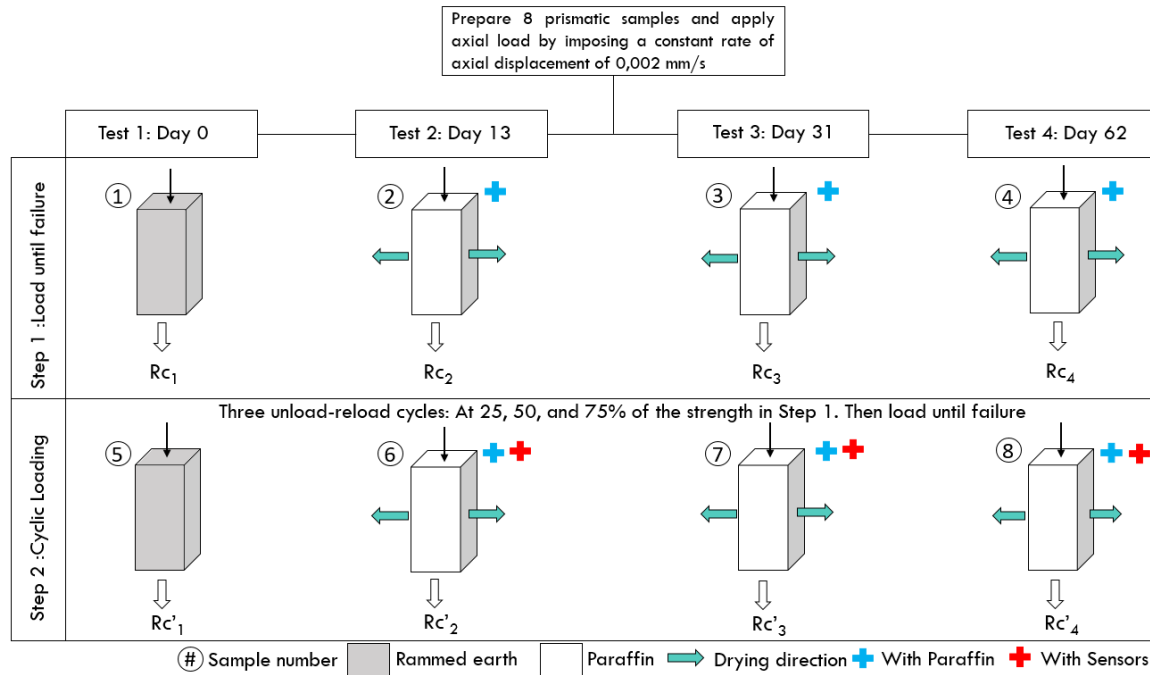 Prepare 8 prismatic samples and apply
axial load by imposing a constant rate of
axial displacement of 0,002 mm/s
Test 1: Day 0
Test 2: Day 13
Test 3: Day 31
Test 4: Day 62
Step 1 :Load until failure
1
2
3
4
Rc₁
Rc₂
Rc₃
Rc₄
Step 2 :Cyclic Loading
Three unload-reload cycles: At 25, 50, and 75% of the strength in Step 1. Then load until failure
5
6
7
8
Rc'₁
Rc'₂
Rc'₃
Rc'₄
# Sample number
Rammed earth
Paraffin
Drying direction
With Paraffin
With Sensors